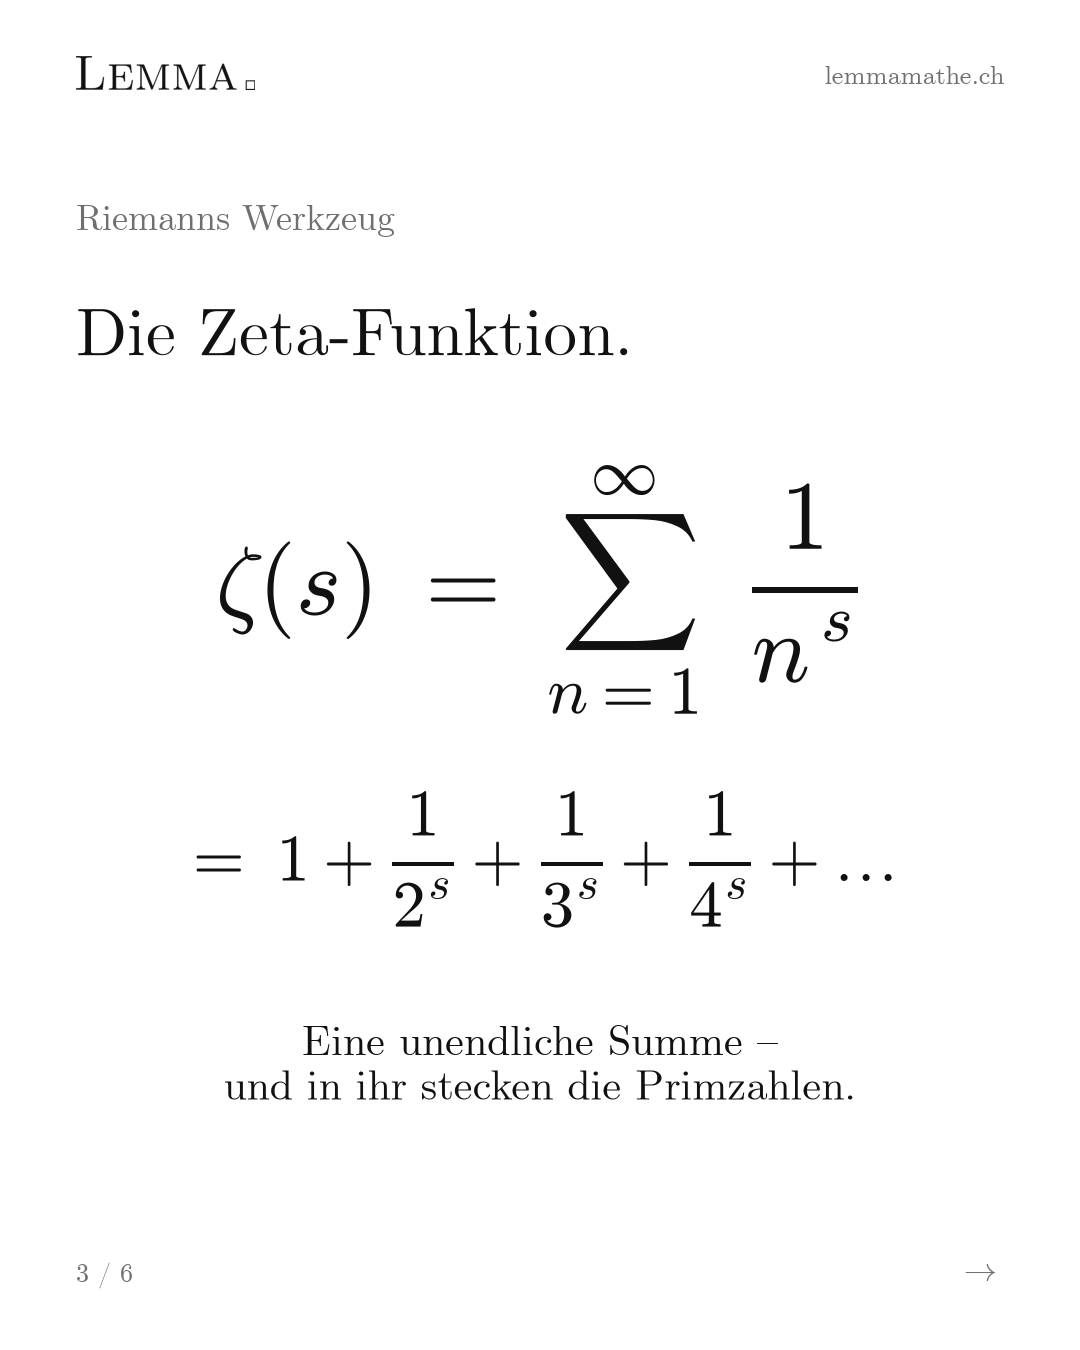 LEMMA.
lemmamathe.ch
Riemanns Werkzeug
Die Zeta-Funktion.
ζ(s) = ∑_{n=1}^{∞} 1/n^s
= 1 + 1/2^s + 1/3^s + 1/4^s + …
Eine unendliche Summe –
und in ihr stecken die Primzahlen.
3 / 6
→